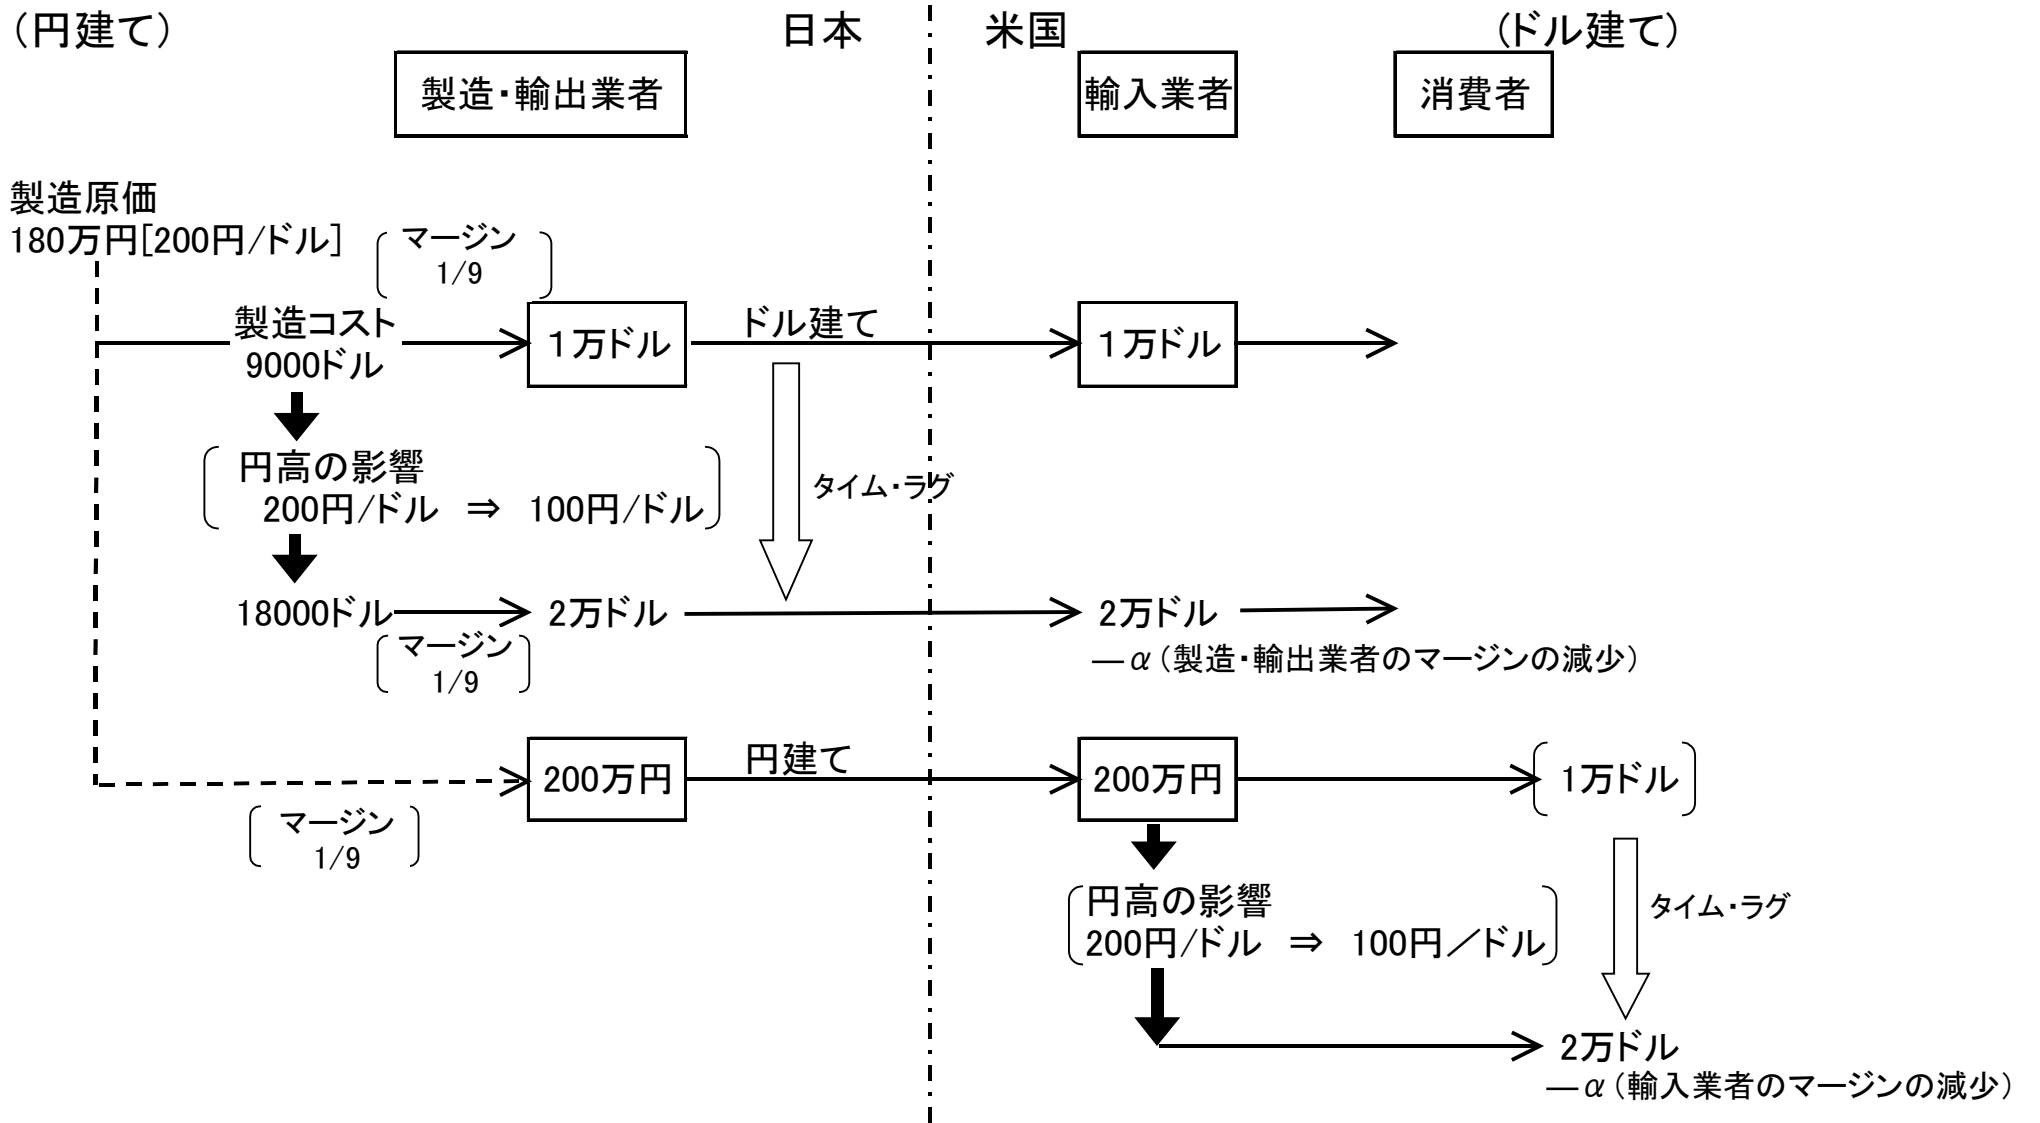 (円建て)
日本
米国
(ドル建て)
製造・輸出業者
輸入業者
消費者
製造原価
180万円[200円/ドル]
マージン
1/9
製造コスト
9000ドル
1万ドル
ドル建て
1万ドル
円高の影響
200円/ドル ⇒ 100円/ドル
タイム・ラグ
18000ドル
2万ドル
2万ドル
マージン
1/9
―α(製造・輸出業者のマージンの減少)
200万円
円建て
200万円
1万ドル
マージン
1/9
円高の影響
200円/ドル ⇒ 100円／ドル
タイム・ラグ
2万ドル
―α(輸入業者のマージンの減少)